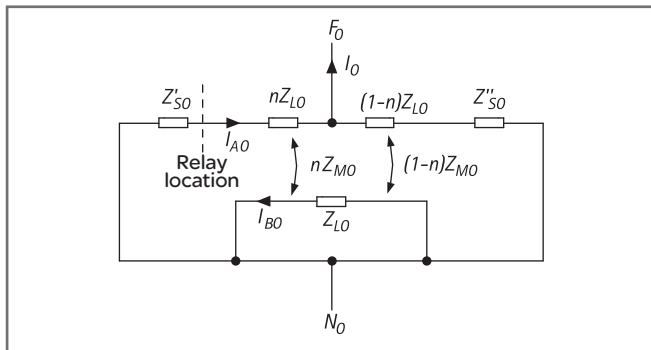 F0
I0
Z'S0
nZL0
(1-n)ZL0
Z"S0
IA0
Relay
location
nZM0
(1-n)ZM0
IB0
ZL0
N0